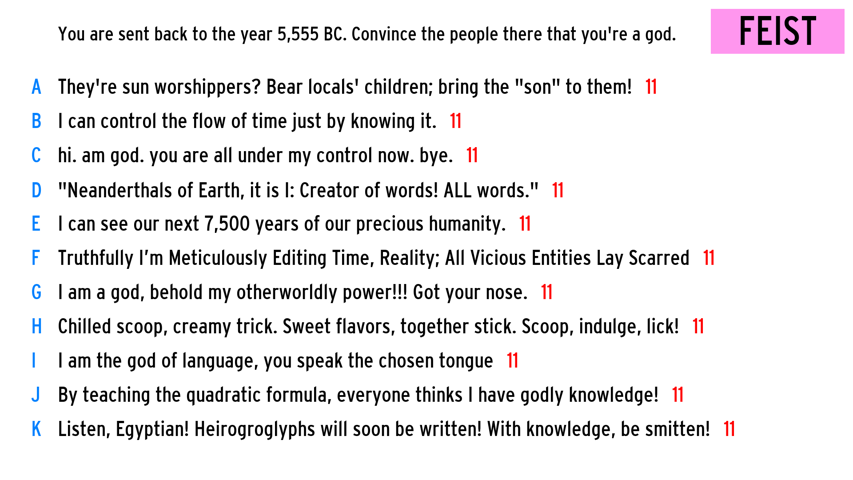 You are sent back to the year 5,555 BC. Convince the people there that you're a god.
FEIST
A They're sun worshippers? Bear locals' children; bring the "son" to them! 11
B I can control the flow of time just by knowing it. 11
C hi. am god. you are all under my control now. bye. 11
D "Neanderthals of Earth, it is I: Creator of words! ALL words." 11
E I can see our next 7,500 years of our precious humanity. 11
F Truthfully I'm Meticulously Editing Time, Reality; All Vicious Entities Lay Scarred 11
G I am a god, behold my otherworldly power!!! Got your nose. 11
H Chilled scoop, creamy trick. Sweet flavors, together stick. Scoop, indulge, lick! 11
I I am the god of language, you speak the chosen tongue 11
J By teaching the quadratic formula, everyone thinks I have godly knowledge! 11
K Listen, Egyptian! Heirogroglyphs will soon be written! With knowledge, be smitten! 11